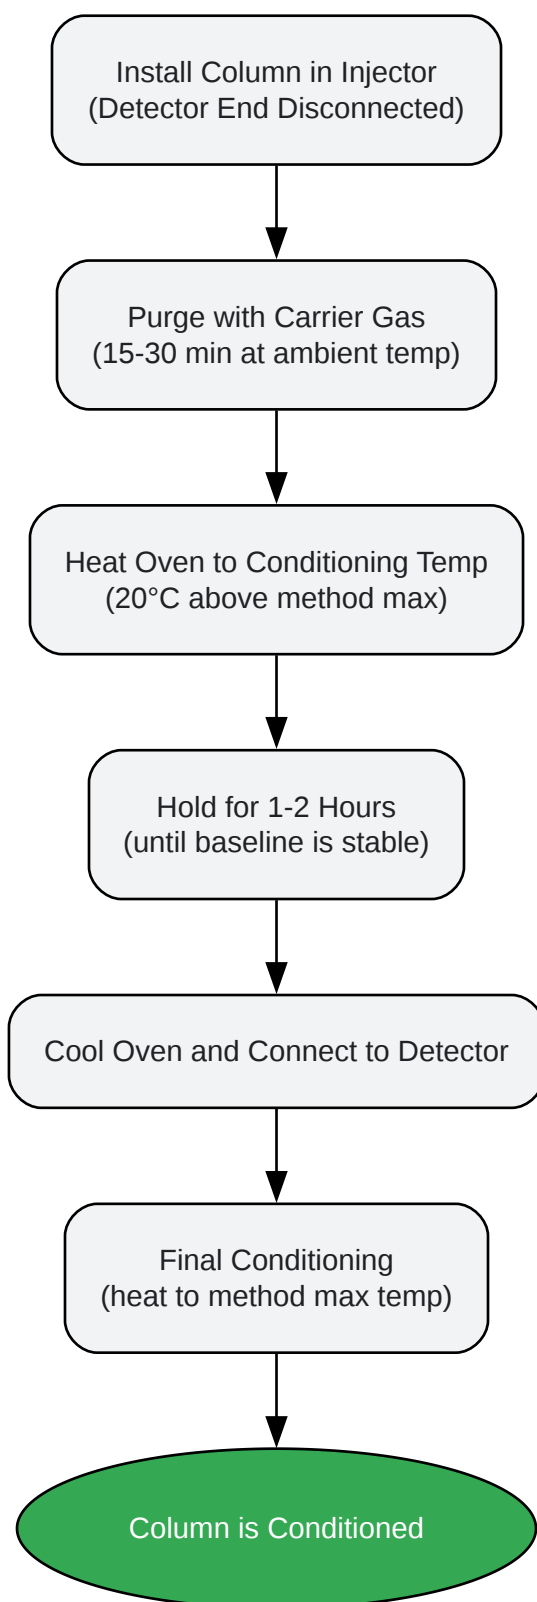 Install Column in Injector
(Detector End Disconnected)
Purge with Carrier Gas
(15-30 min at ambient temp)
Heat Oven to Conditioning Temp
(20°C above method max)
Hold for 1-2 Hours
(until baseline is stable)
Cool Oven and Connect to Detector
Final Conditioning
(heat to method max temp)
Column is Conditioned